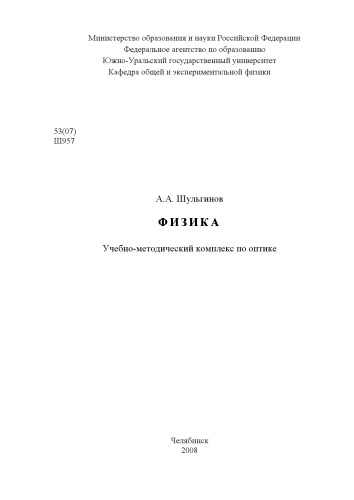 Министерство образования и науки Российской Федерации
Федеральное агентство по образованию
Южно-Уральский государственный университет
Кафедра общей и экспериментальной физики
53(07)
Ш957
А.А. Шульгинов
ФИЗИКА
Учебно-методический комплекс по оптике
Челябинск
2008